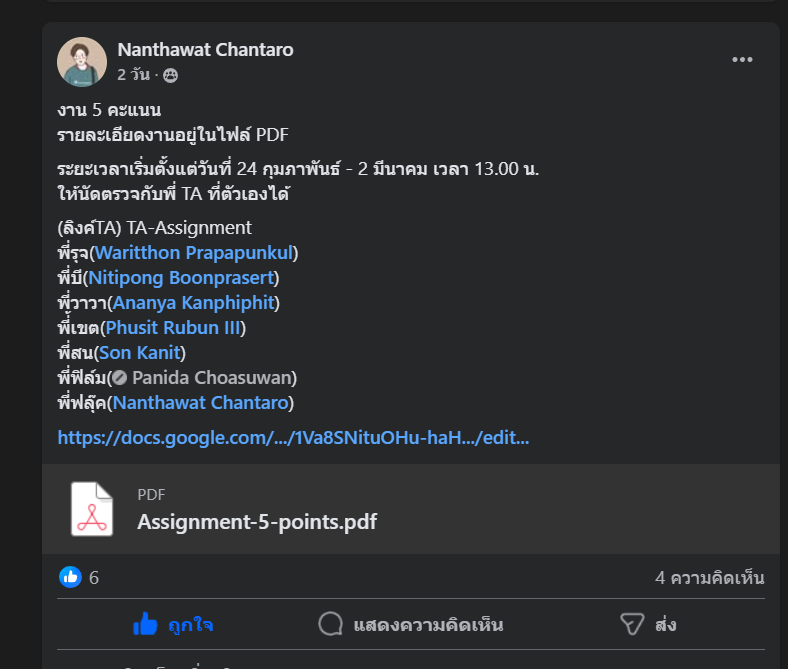 Nanthawat Chantaro
2 วัน ·
งาน 5 คะแนน
รายละเอียดงานอยู่ในไฟล์ PDF
ระยะเวลาเริ่มตั้งแต่วันที่ 24 กุมภาพันธ์ - 2 มีนาคม เวลา 13.00 น.
ให้นัดตรวจกับพี่ TA ที่ตัวเองได้
(ลิงค์TA) TA-Assignment
พี่รุจ(Waritthon Prapapunkul)
พี่บี(Nitipong Boonprasert)
พี่วาวา(Ananya Kanphiphit)
พี่เขต(Phusit Rubun III)
พี่สน(Son Kanit)
พี่ฟิล์ม(Panida Choasuwan)
พี่ฟลุ๊ค(Nanthawat Chantaro)
https://docs.google.com/.../1Va8SNituOHu-haH.../edit...
PDF
Assignment-5-points.pdf
6
4 ความคิดเห็น
ถูกใจ
แสดงความคิดเห็น
ส่ง